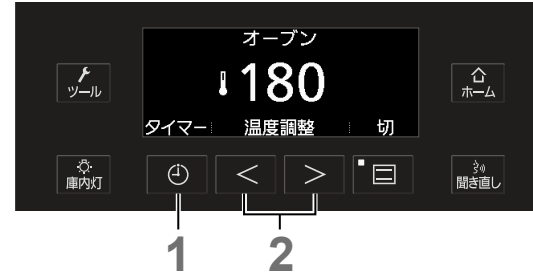 オーブン
180
タイマー 温度調整 切
ツール
ホーム
庫内灯
聞き直し
1 2